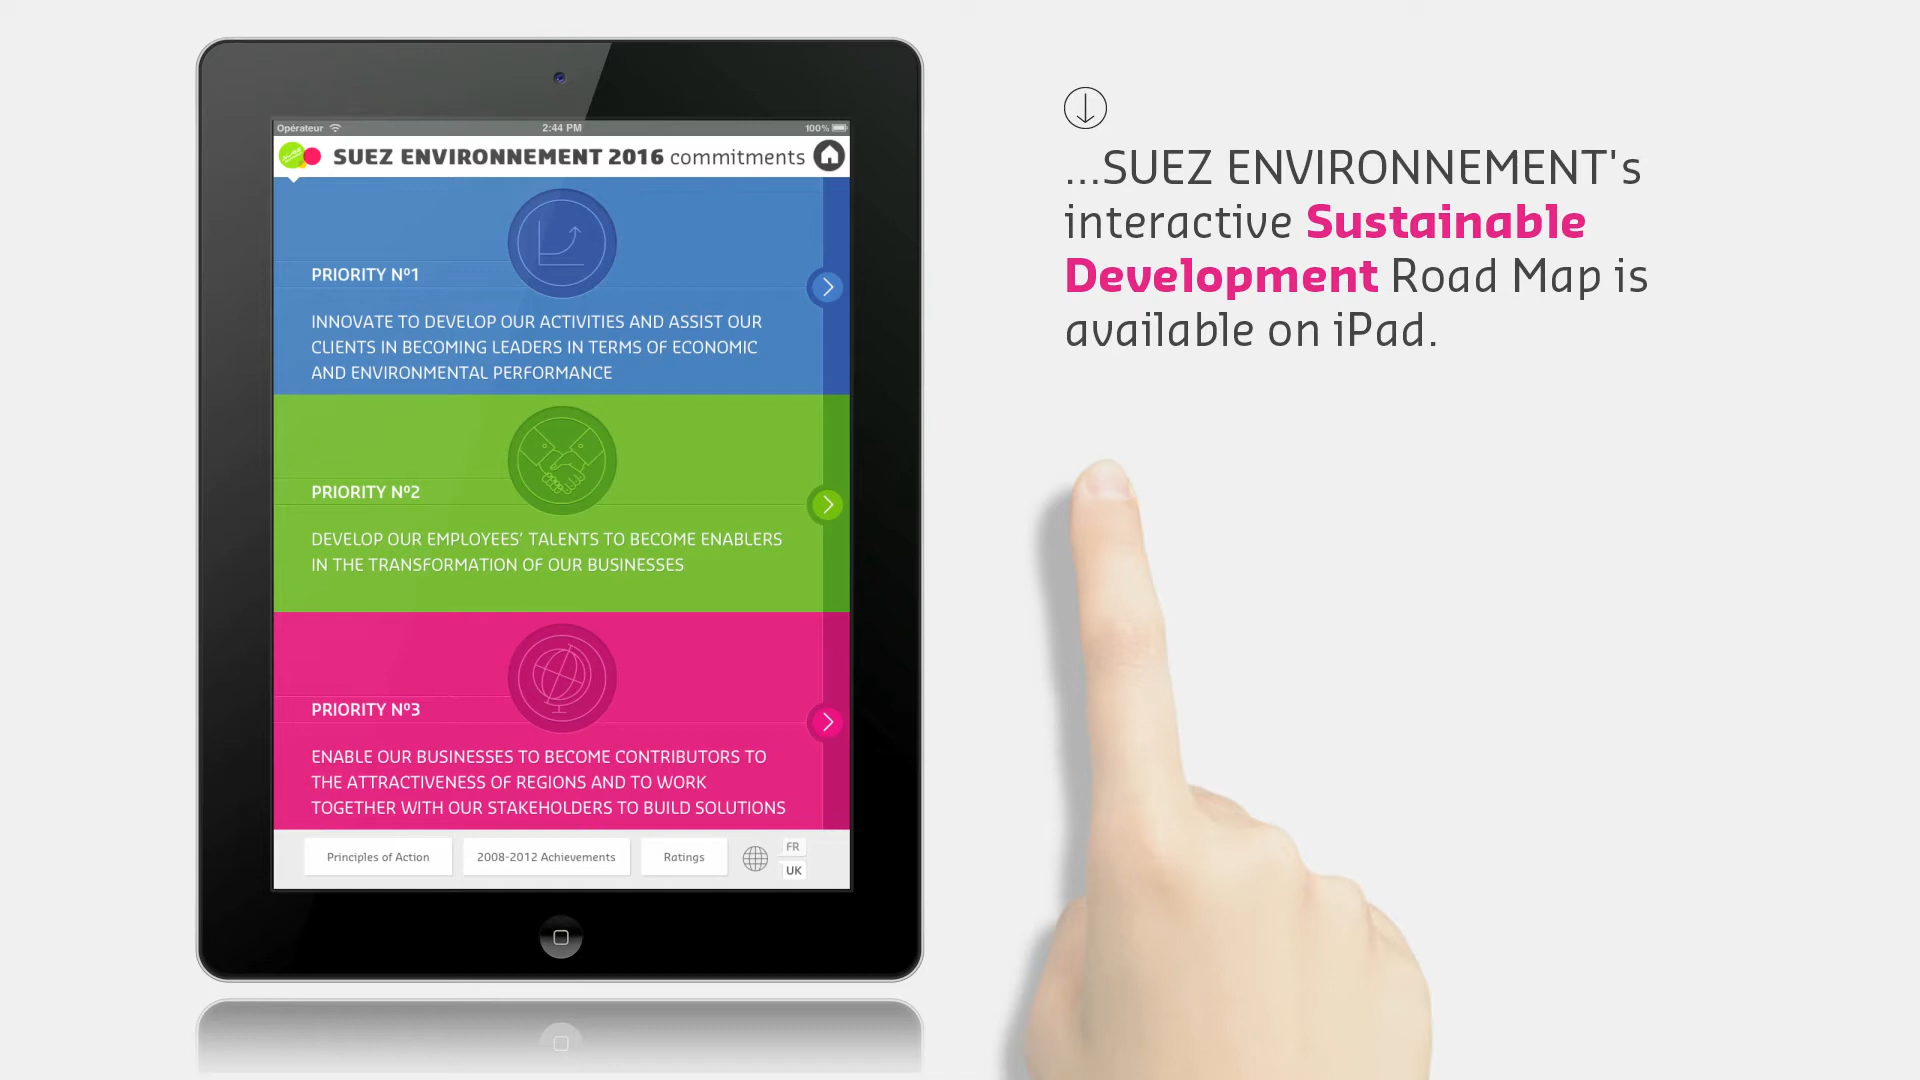 Opérateur 2:44 PM 100%
SUEZ ENVIRONNEMENT 2016 commitments
PRIORITY Nº1
INNOVATE TO DEVELOP OUR ACTIVITIES AND ASSIST OUR
CLIENTS IN BECOMING LEADERS IN TERMS OF ECONOMIC
AND ENVIRONMENTAL PERFORMANCE
PRIORITY Nº2
DEVELOP OUR EMPLOYEES’ TALENTS TO BECOME ENABLERS
IN THE TRANSFORMATION OF OUR BUSINESSES
PRIORITY Nº3
ENABLE OUR BUSINESSES TO BECOME CONTRIBUTORS TO
THE ATTRACTIVENESS OF REGIONS AND TO WORK
TOGETHER WITH OUR STAKEHOLDERS TO BUILD SOLUTIONS
Principles of Action 2008-2012 Achievements Ratings FR
UK
...SUEZ ENVIRONNEMENT's
interactive Sustainable
Development Road Map is
available on iPad.